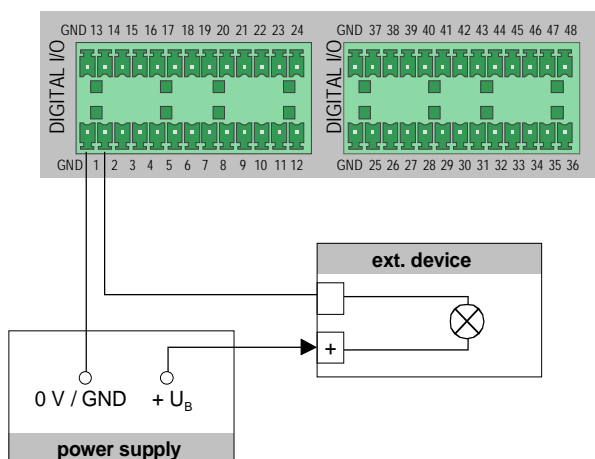 GND 13 14 15 16 17 18 19 20 21 22 23 24
GND 37 38 39 40 41 42 43 44 45 46 47 48
DIGITAL I/O
DIGITAL I/O
GND 1 2 3 4 5 6 7 8 9 10 11 12
GND 25 26 27 28 29 30 31 32 33 34 35 36
ext. device
+
0 V / GND
+ U_B
power supply